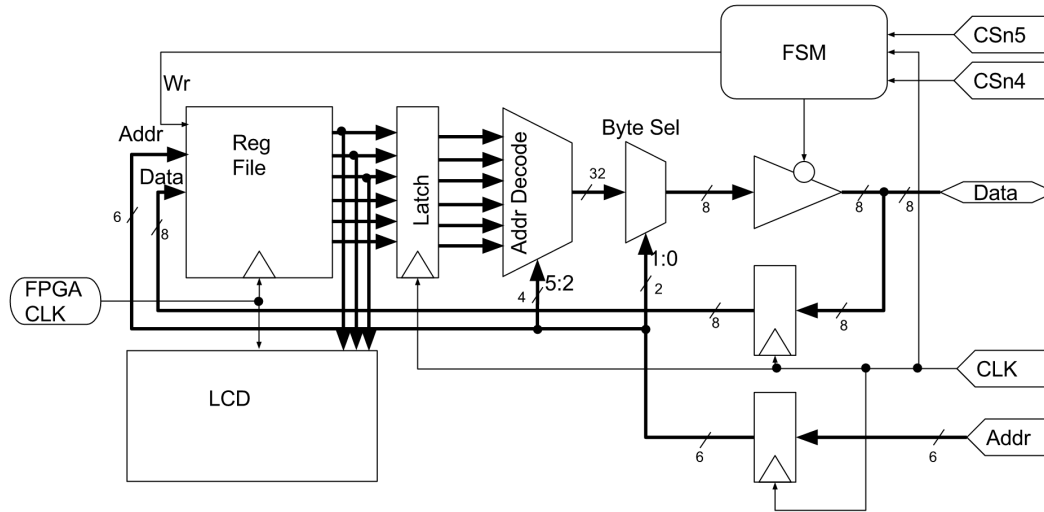 FSM
CSn5
CSn4
Wr
Addr
Reg
File
Data
Latch
Addr Decode
Byte Sel
32
8
8
8
Data
6
8
5:2
4
1:0
2
FPGA
CLK
8
8
LCD
CLK
6
6
Addr